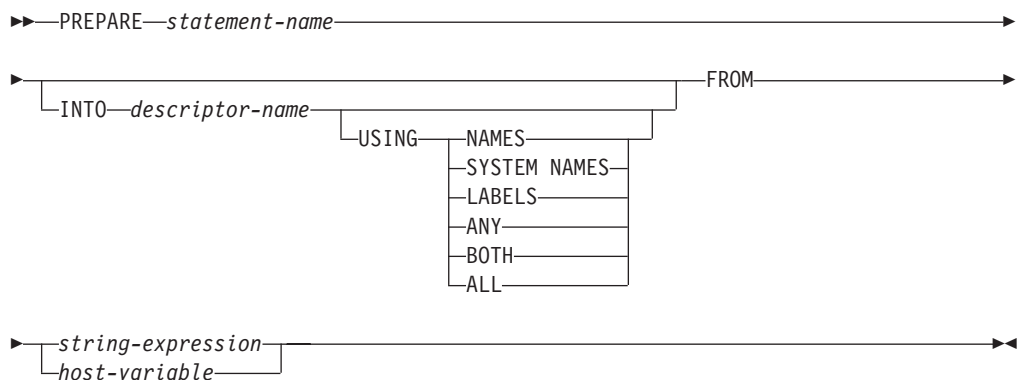 PREPARE statement-name
FROM
INTO descriptor-name
USING NAMES
SYSTEM NAMES
LABELS
ANY
BOTH
ALL
string-expression
host-variable